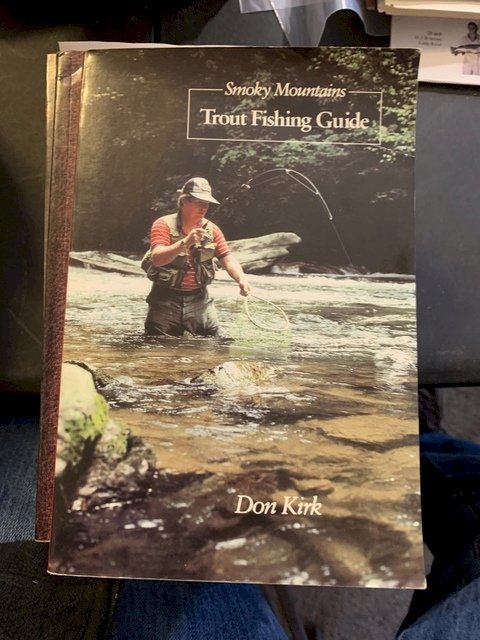 Smoky Mountains
Trout Fishing Guide
Don Kirk